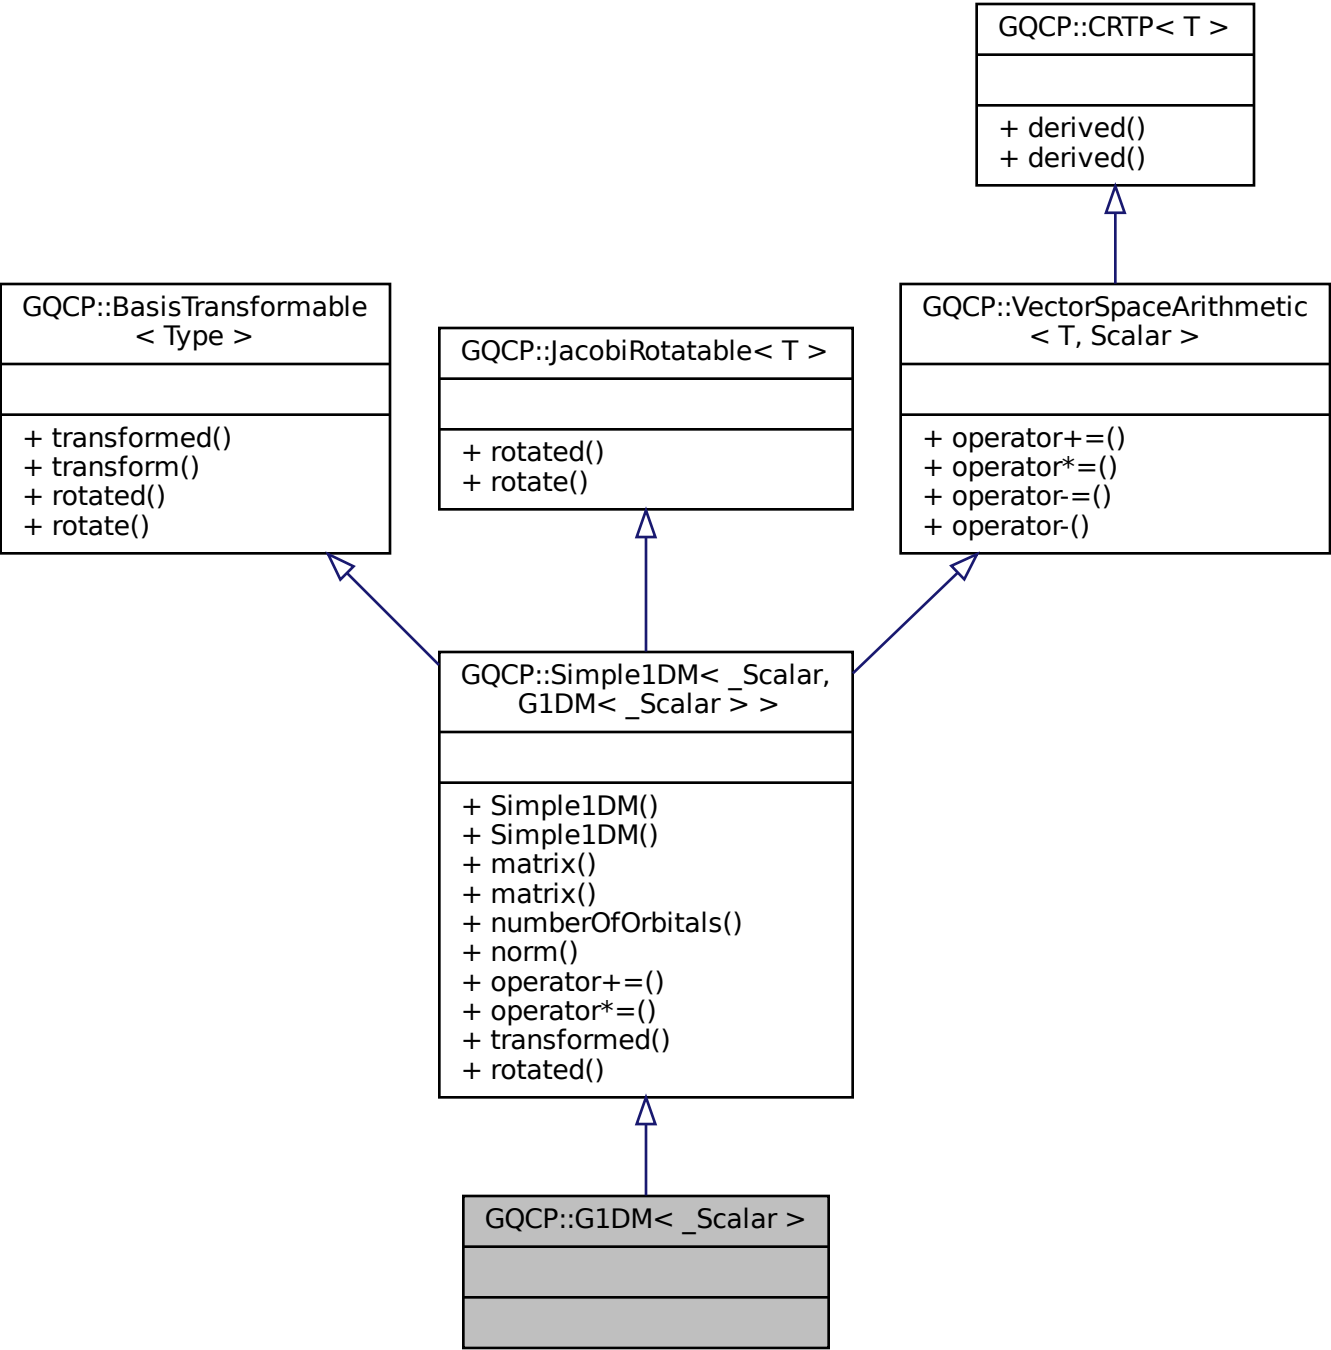 GQCP::CRTP< T >
+ derived()
+ derived()
GQCP::BasisTransformable
< Type >
+ transformed()
+ transform()
+ rotated()
+ rotate()
GQCP::JacobiRotatable< T >
+ rotated()
+ rotate()
GQCP::VectorSpaceArithmetic
< T, Scalar >
+ operator+=()
+ operator*=()
+ operator-=()
+ operator-()
GQCP::Simple1DM< _Scalar,
G1DM< _Scalar > >
+ Simple1DM()
+ Simple1DM()
+ matrix()
+ matrix()
+ numberOfOrbitals()
+ norm()
+ operator+=()
+ operator*=()
+ transformed()
+ rotated()
GQCP::G1DM< _Scalar >